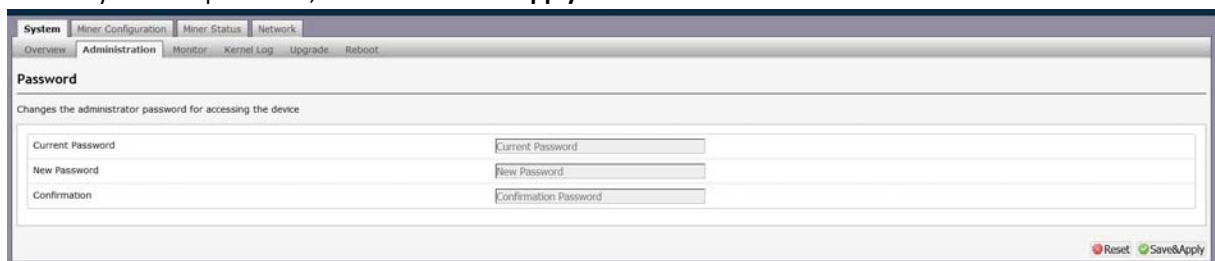 pply
System Miner Configuration Miner Status Network
Overview Administration Monitor Kernel Log Upgrade Reboot
Password
Changes the administrator password for accessing the device
Current Password Current Password
New Password New Password
Confirmation Confirmation Password
Reset Save&Apply